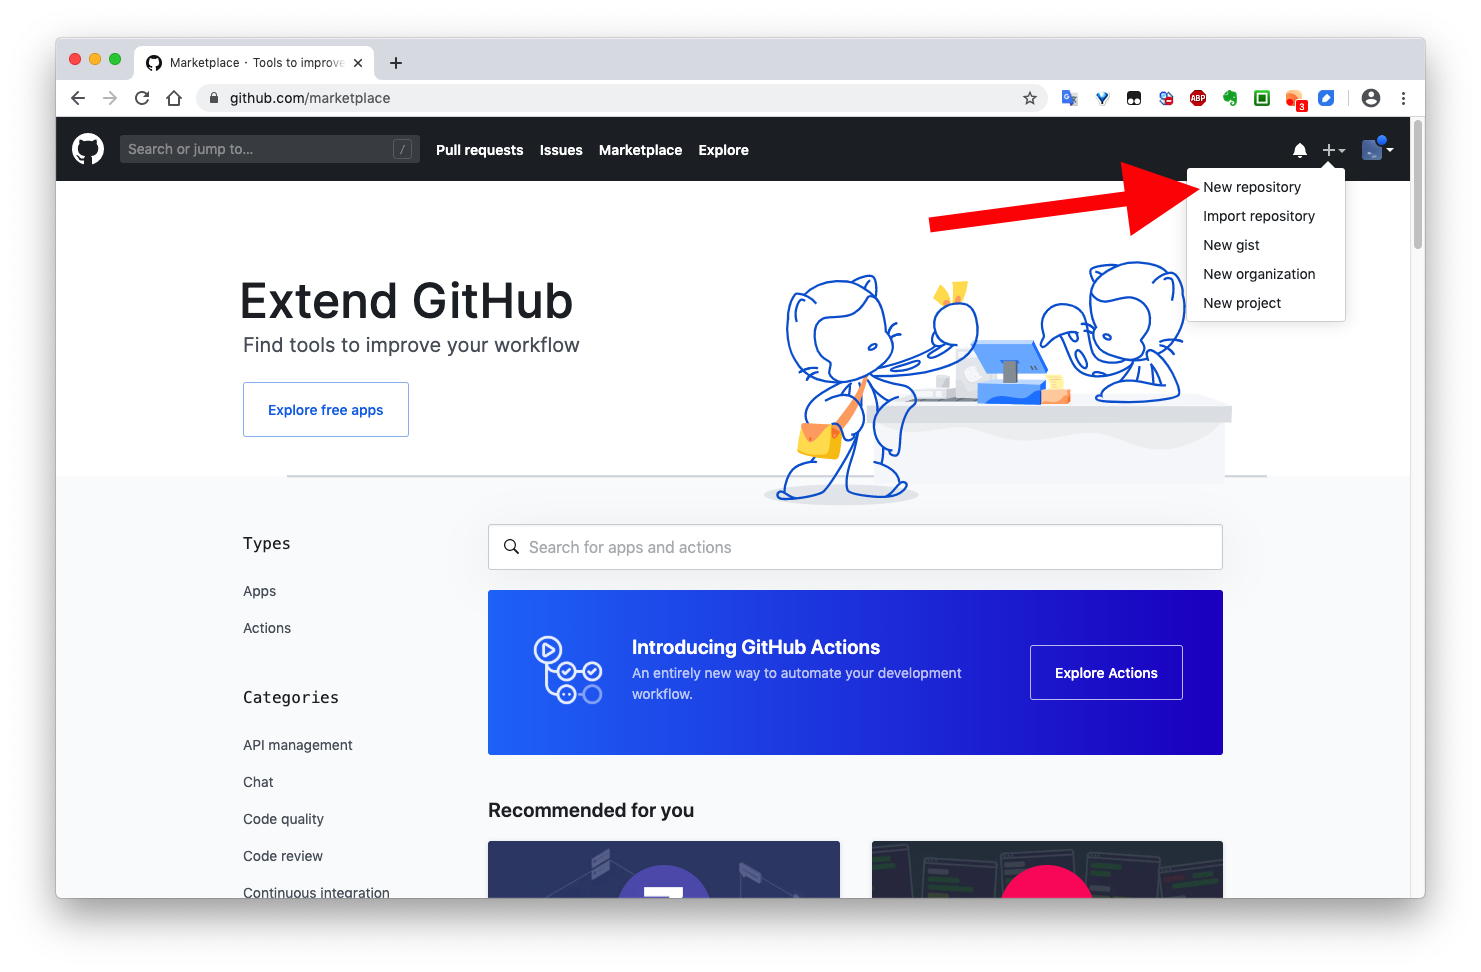 Marketplace · Tools to improve
github.com/marketplace
ABP
3
Search or jump to...
/
Pull requests
Issues
Marketplace
Explore
New repository
Import repository
New gist
New organization
New project
Extend GitHub
Find tools to improve your workflow
Explore free apps
Types
Apps
Actions
Categories
API management
Chat
Code quality
Code review
Continuous integration
Search for apps and actions
Introducing GitHub Actions
An entirely new way to automate your development
workflow.
Explore Actions
Recommended for you